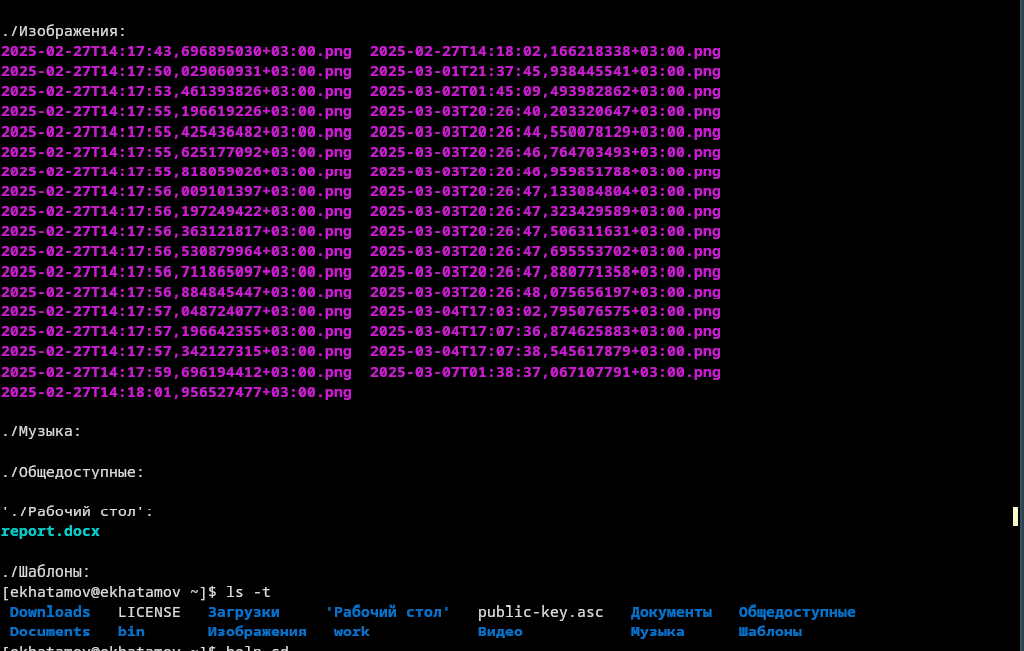 ./Изображения:
2025-02-27T14:17:43,696895030+03:00.png  2025-02-27T14:18:02,166218338+03:00.png
2025-02-27T14:17:50,029060931+03:00.png  2025-03-01T21:37:45,938445541+03:00.png
2025-02-27T14:17:53,461393826+03:00.png  2025-03-02T01:45:09,493982862+03:00.png
2025-02-27T14:17:55,196619226+03:00.png  2025-03-03T20:26:40,203320647+03:00.png
2025-02-27T14:17:55,425436482+03:00.png  2025-03-03T20:26:44,550078129+03:00.png
2025-02-27T14:17:55,625177092+03:00.png  2025-03-03T20:26:46,764703493+03:00.png
2025-02-27T14:17:55,818059026+03:00.png  2025-03-03T20:26:46,959851788+03:00.png
2025-02-27T14:17:56,009101397+03:00.png  2025-03-03T20:26:47,133084804+03:00.png
2025-02-27T14:17:56,197249422+03:00.png  2025-03-03T20:26:47,323429589+03:00.png
2025-02-27T14:17:56,363121817+03:00.png  2025-03-03T20:26:47,506311631+03:00.png
2025-02-27T14:17:56,530879964+03:00.png  2025-03-03T20:26:47,695553702+03:00.png
2025-02-27T14:17:56,711865097+03:00.png  2025-03-03T20:26:47,880771358+03:00.png
2025-02-27T14:17:56,884845447+03:00.png  2025-03-03T20:26:48,075656197+03:00.png
2025-02-27T14:17:57,048724077+03:00.png  2025-03-04T17:03:02,795076575+03:00.png
2025-02-27T14:17:57,196642355+03:00.png  2025-03-04T17:07:36,874625883+03:00.png
2025-02-27T14:17:57,342127315+03:00.png  2025-03-04T17:07:38,545617879+03:00.png
2025-02-27T14:17:59,696194412+03:00.png  2025-03-07T01:38:37,067107791+03:00.png
2025-02-27T14:18:01,956527477+03:00.png
./Музыка:
./Общедоступные:
'./Рабочий стол':
report.docx
./Шаблоны:
[ekhatamov@ekhatamov ~]$ ls -t
Downloads   LICENSE   Загрузки     'Рабочий стол'   public-key.asc   Документы   Общедоступные
Documents   bin       Изображения   work            Видео            Музыка      Шаблоны
[ekhatamov@ekhatamov ~]$ help cd